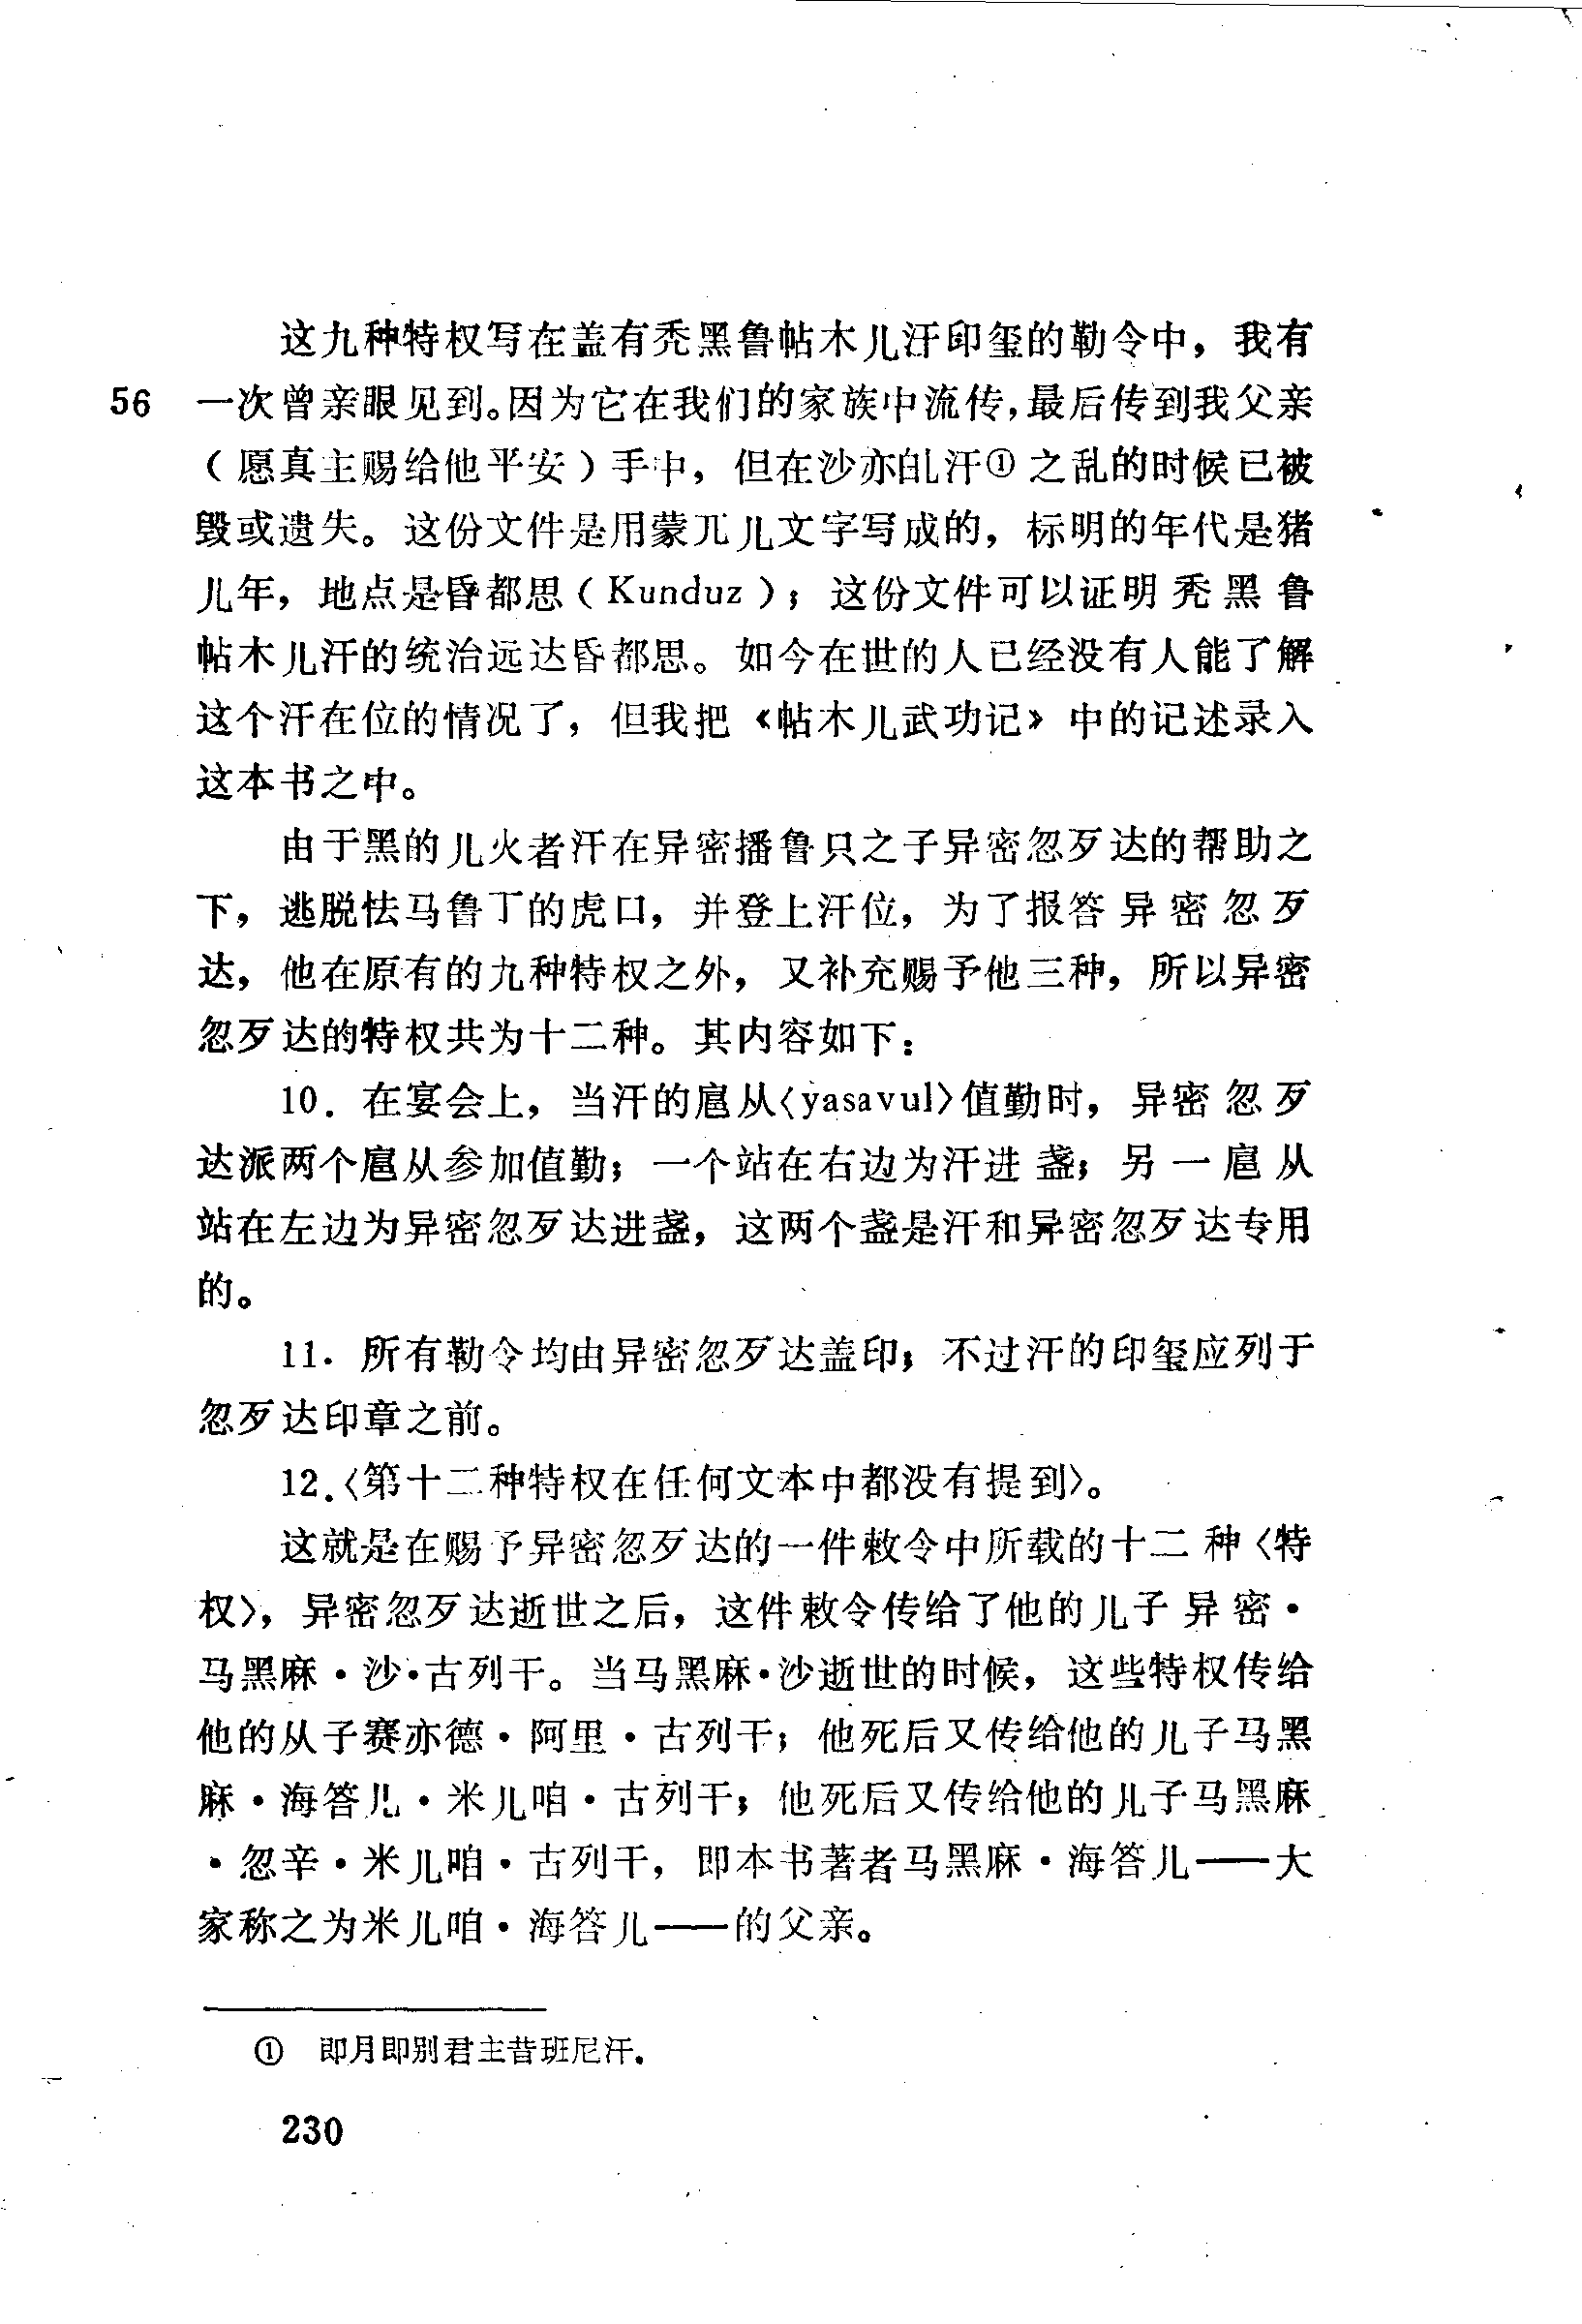 这九种特权写在盖有秃黑鲁帖木儿汗印玺的勒令中，我有
56 一次曾亲眼见到。因为它在我们的家族中流传，最后传到我父亲
（愿真主赐给他平安）手中，但在沙亦癿汗①之乱的时候已被
毁或遗失。这份文件是用蒙兀儿文字写成的，标明的年代是猪
儿年，地点是昏都思（Kunduz）；这份文件可以证明秃黑鲁
帖木儿汗的统治远达昏都思。如今在世的人已经没有人能了解
这个汗在位的情况了，但我把《帖木儿武功记》中的记述录入
这本书之中。
由于黑的儿火者汗在异密播鲁只之子异密忽歹达的帮助之
下，逃脱怯马鲁丁的虎口，并登上汗位，为了报答异密忽歹
达，他在原有的九种特权之外，又补充赐予他三种，所以异密
忽歹达的特权共为十二种。其内容如下：
10．在宴会上，当汗的扈从〈yasavul〉值勤时，异密忽歹
达派两个扈从参加值勤；一个站在右边为汗进盏；另一扈从
站在左边为异密忽歹达进盏，这两个盏是汗和异密忽歹达专用
的。
11．所有勒令均由异密忽歹达盖印；不过汗的印玺应列于
忽歹达印章之前。
12．〈第十二种特权在任何文本中都没有提到〉。
这就是在赐予异密忽歹达的一件敕令中所载的十二种〈特
权〉，异密忽歹达逝世之后，这件敕令传给了他的儿子异密·
马黑麻·沙·古列干。当马黑麻·沙逝世的时候，这些特权传给
他的从子赛亦德·阿里·古列干；他死后又传给他的儿子马黑
麻·海答儿·米儿咱·古列干；他死后又传给他的儿子马黑麻
·忽辛·米儿咱·古列干，即本书著者马黑麻·海答儿——大
家称之为米儿咱·海答儿——的父亲。
① 即月即别君主昔班尼汗．
230